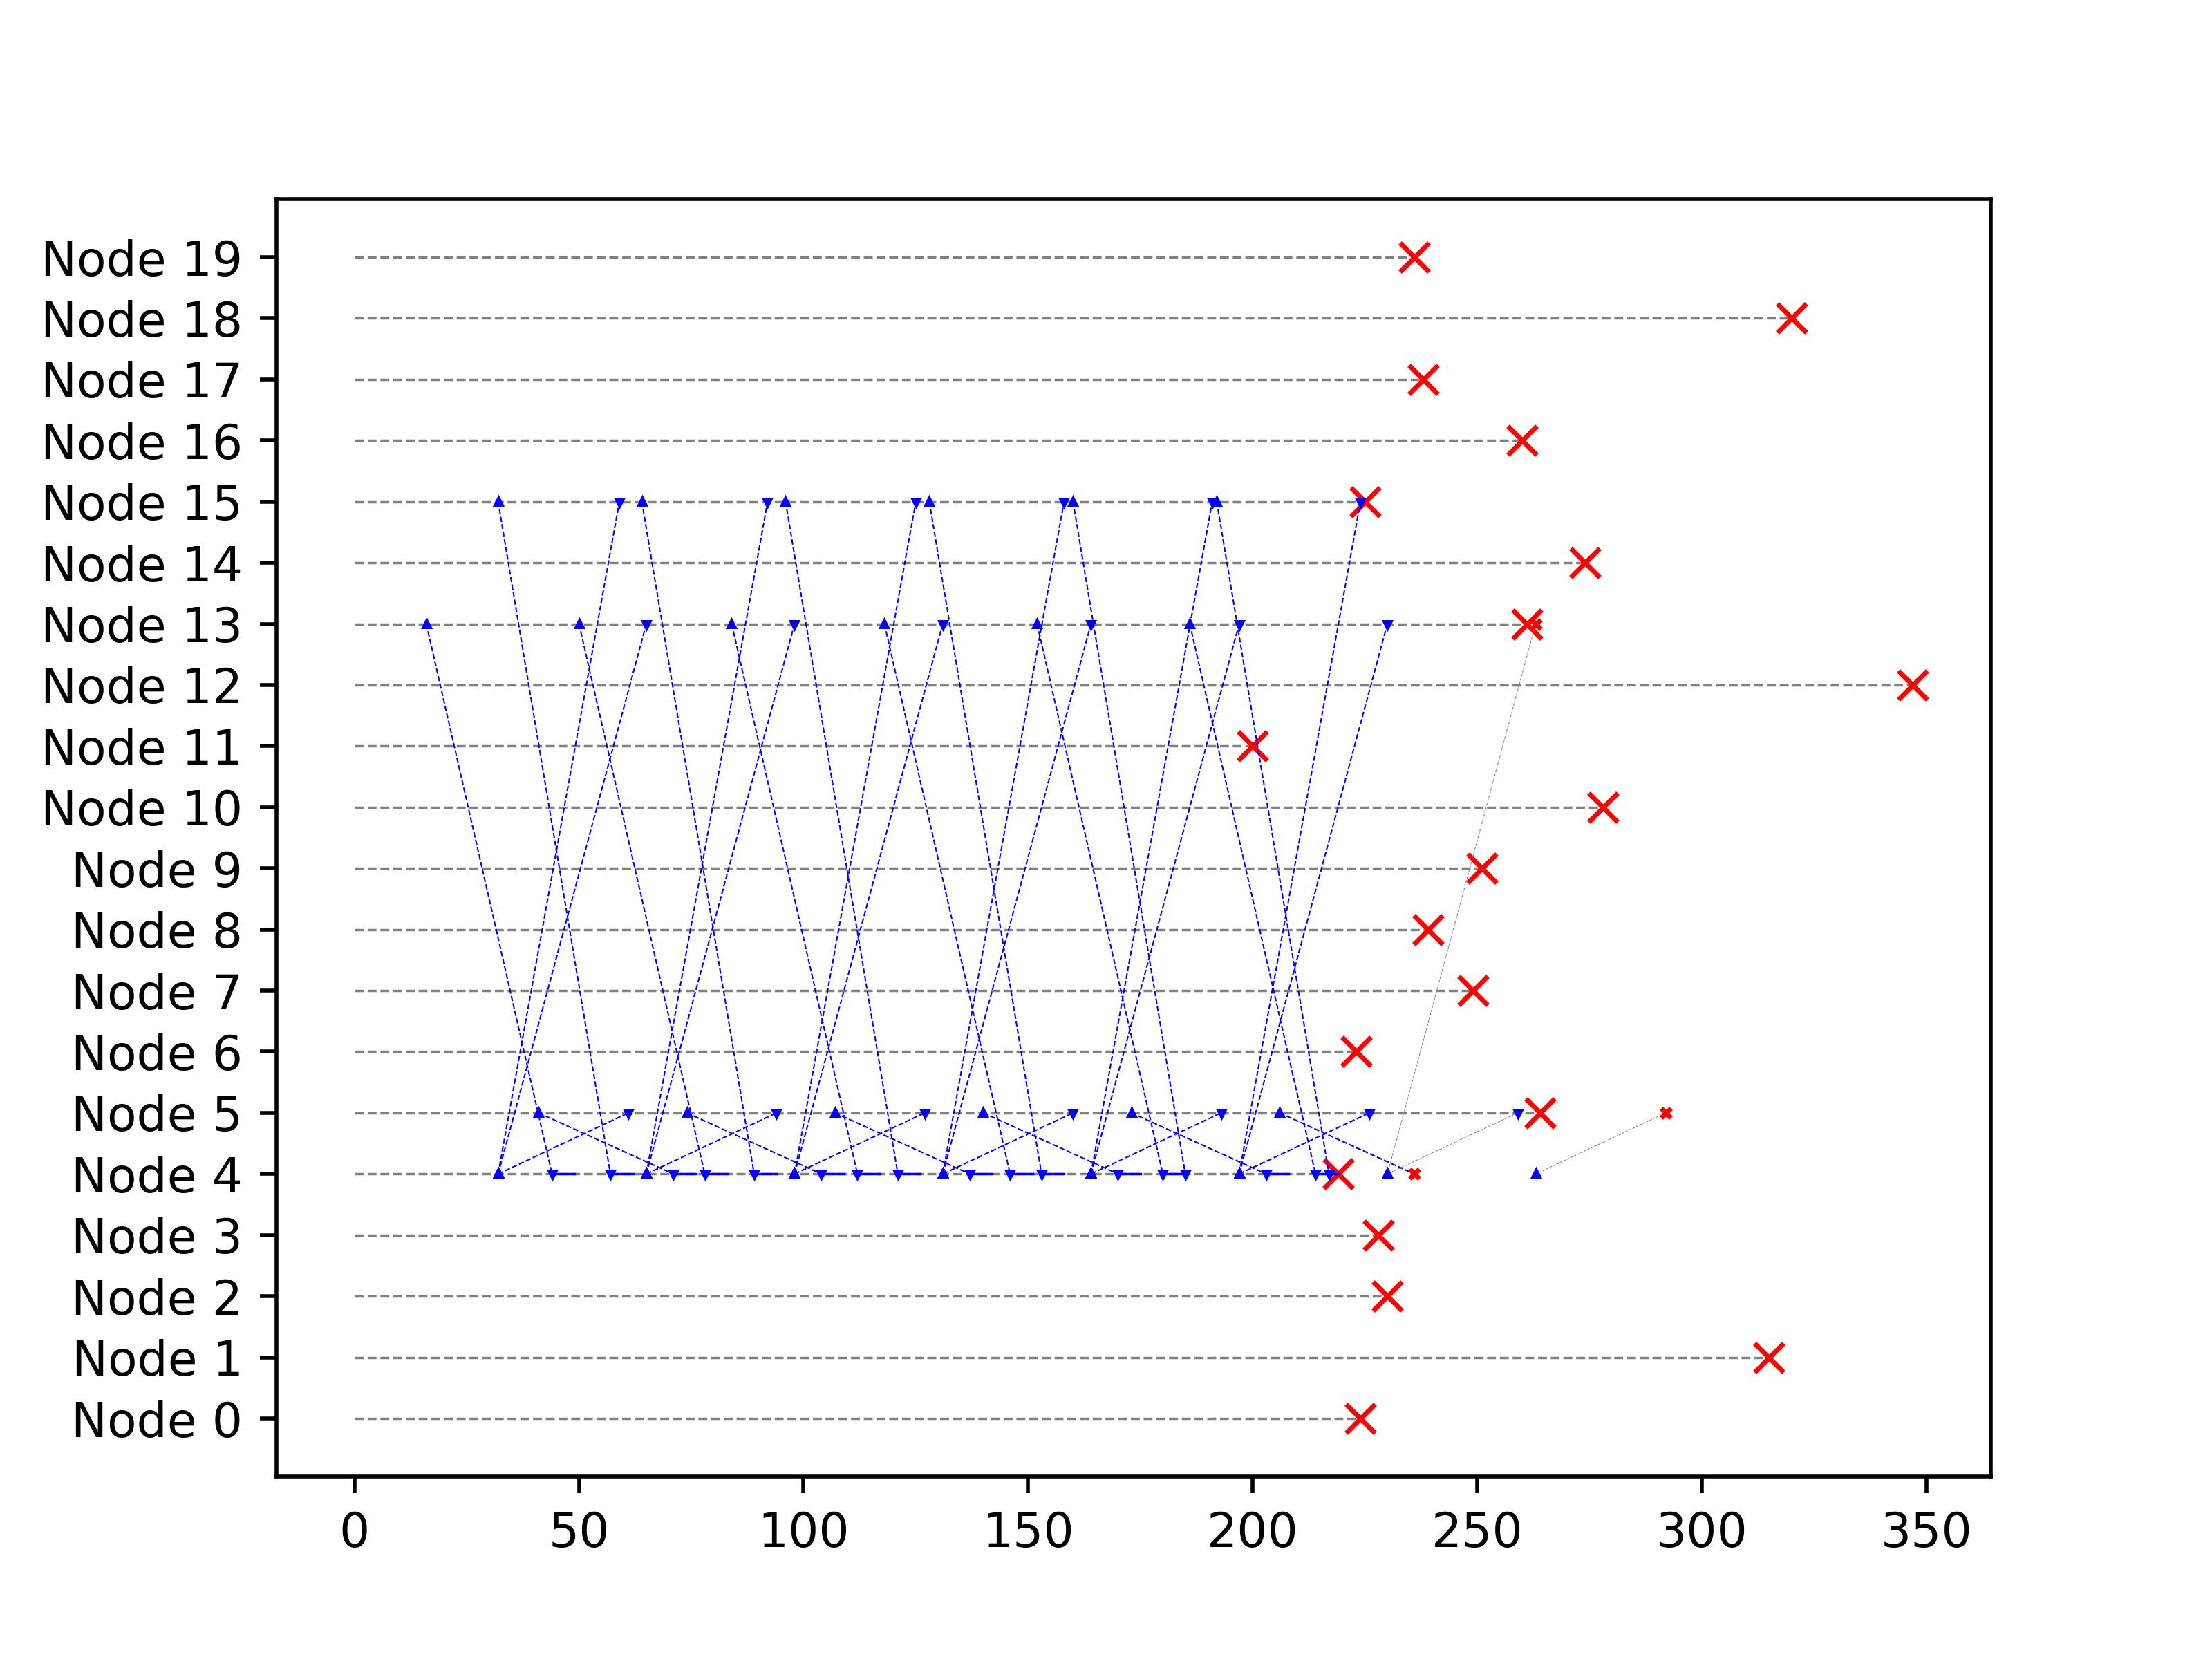 Node 19
Node 18
Node 17
Node 16
Node 15
Node 14
Node 13
Node 12
Node 11
Node 10
Node 9
Node 8
Node 7
Node 6
Node 5
Node 4
Node 3
Node 2
Node 1
Node 0
0 50 100 150 200 250 300 350